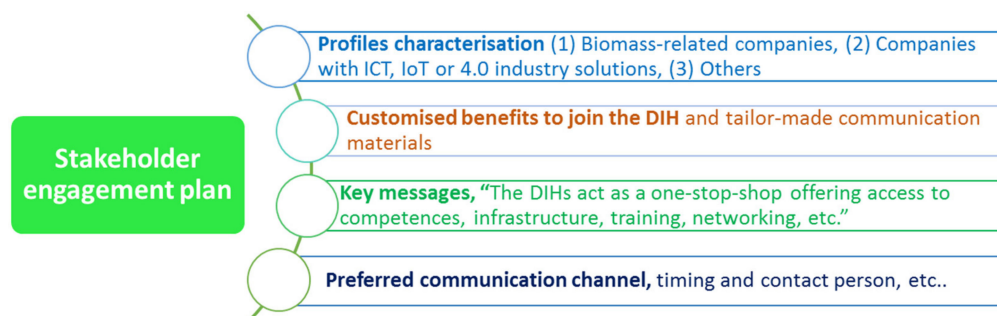 Stakeholder
engagement plan
Profiles characterisation (1) Biomass-related companies, (2) Companies
with ICT, IoT or 4.0 industry solutions, (3) Others
Customised benefits to join the DIH and tailor-made communication
materials
Key messages, “The DIHs act as a one-stop-shop offering access to
competences, infrastructure, training, networking, etc.”
Preferred communication channel, timing and contact person, etc..